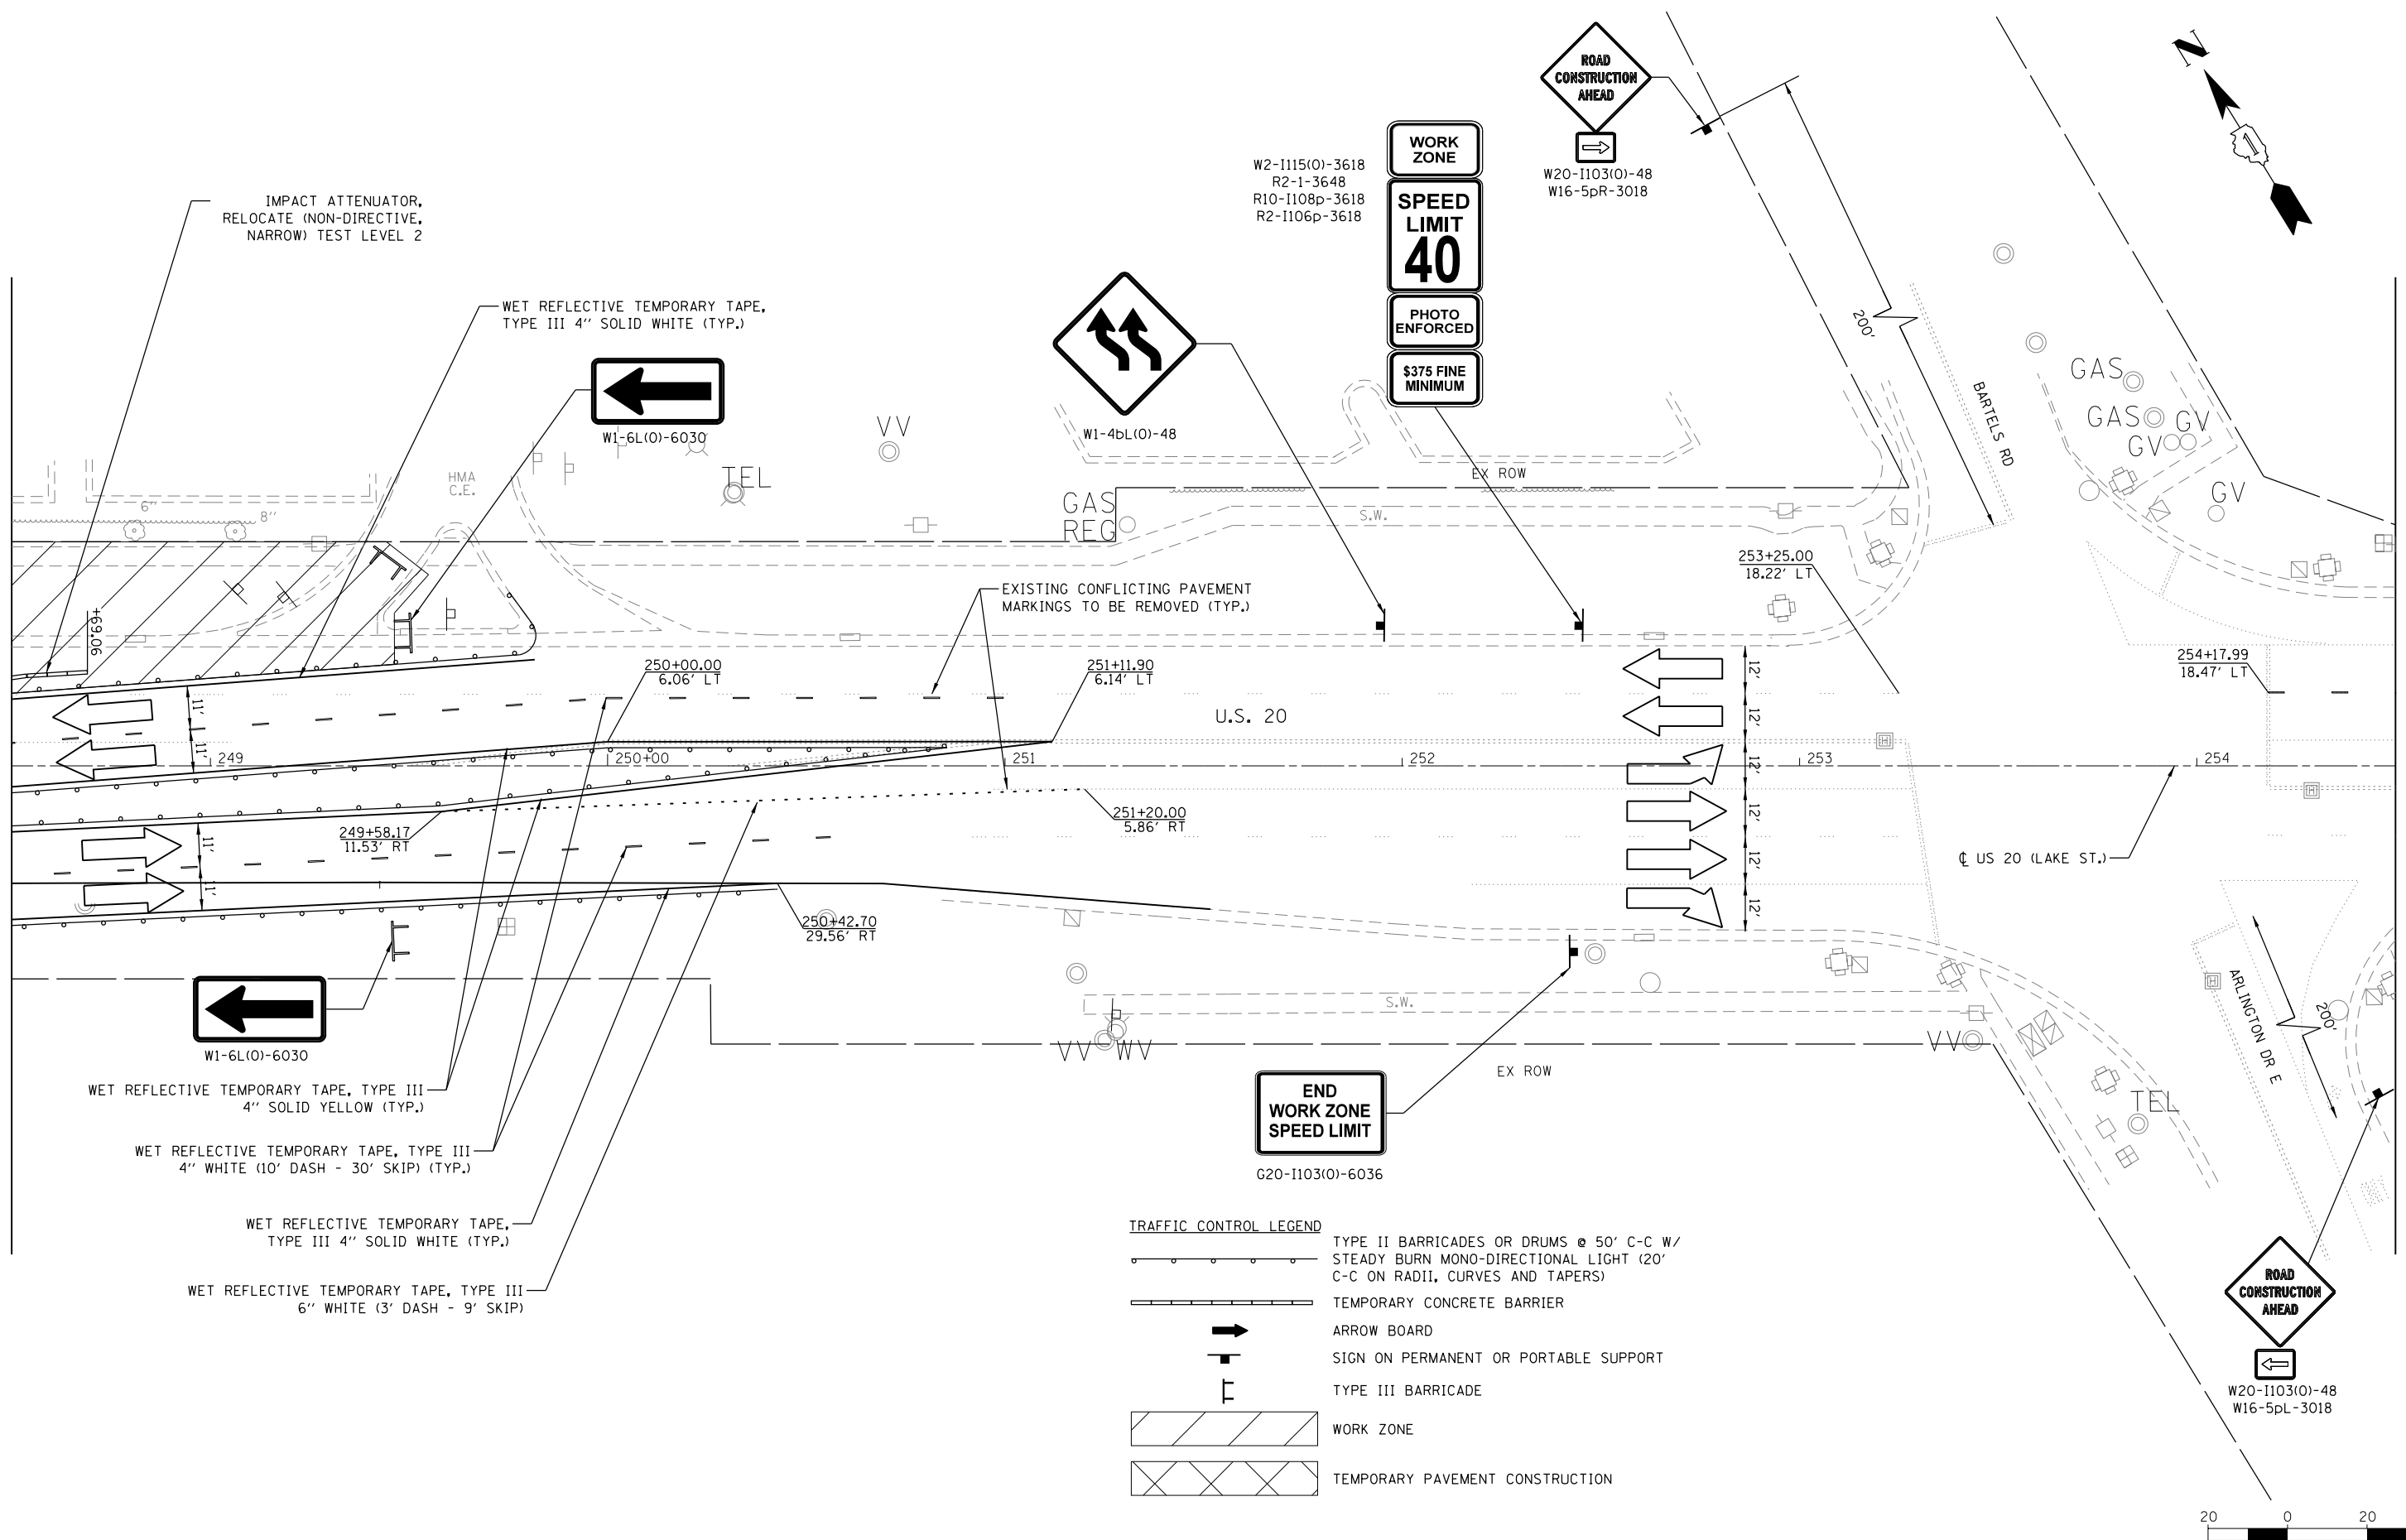 N
ROAD
CONSTRUCTION
AHEAD
W20-I103(O)-48
W16-5pR-3018
WORK
ZONE
SPEED
LIMIT
40
PHOTO
ENFORCED
$375 FINE
MINIMUM
W2-I115(O)-3618
R2-1-3648
R10-I108p-3618
R2-I106p-3618
IMPACT ATTENUATOR,
RELOCATE (NON-DIRECTIVE,
NARROW) TEST LEVEL 2
WET REFLECTIVE TEMPORARY TAPE,
TYPE III 4'' SOLID WHITE (TYP.)
W1-6L(O)-6030
W1-4bL(O)-48
200'
BARTELS RD
GAS
GAS
GV
GV
GV
VV
TEL
HMA
C.E.
6''
8''
GAS
REG
EX ROW
S.W.
+69.06
EXISTING CONFLICTING PAVEMENT
MARKINGS TO BE REMOVED (TYP.)
253+25.00
18.22' LT
254+17.99
18.47' LT
250+00.00
6.06' LT
251+11.90
6.14' LT
U.S. 20
12'
12'
12'
12'
12'
12'
11'
11'
11'
11'
249
250+00
251
252
253
254
249+58.17
11.53' RT
251+20.00
5.86' RT
250+42.70
29.56' RT
℄ US 20 (LAKE ST.)
W1-6L(O)-6030
S.W.
VV
WV
VV
EX ROW
ARLINGTON DR E
200'
TEL
END
WORK ZONE
SPEED LIMIT
G20-I103(O)-6036
WET REFLECTIVE TEMPORARY TAPE, TYPE III
4'' SOLID YELLOW (TYP.)
WET REFLECTIVE TEMPORARY TAPE, TYPE III
4'' WHITE (10' DASH - 30' SKIP) (TYP.)
WET REFLECTIVE TEMPORARY TAPE,
TYPE III 4'' SOLID WHITE (TYP.)
WET REFLECTIVE TEMPORARY TAPE, TYPE III
6'' WHITE (3' DASH - 9' SKIP)
TRAFFIC CONTROL LEGEND
TYPE II BARRICADES OR DRUMS @ 50' C-C W/
STEADY BURN MONO-DIRECTIONAL LIGHT (20'
C-C ON RADII, CURVES AND TAPERS)
TEMPORARY CONCRETE BARRIER
ARROW BOARD
SIGN ON PERMANENT OR PORTABLE SUPPORT
TYPE III BARRICADE
WORK ZONE
TEMPORARY PAVEMENT CONSTRUCTION
ROAD
CONSTRUCTION
AHEAD
W20-I103(O)-48
W16-5pL-3018
20 0 20